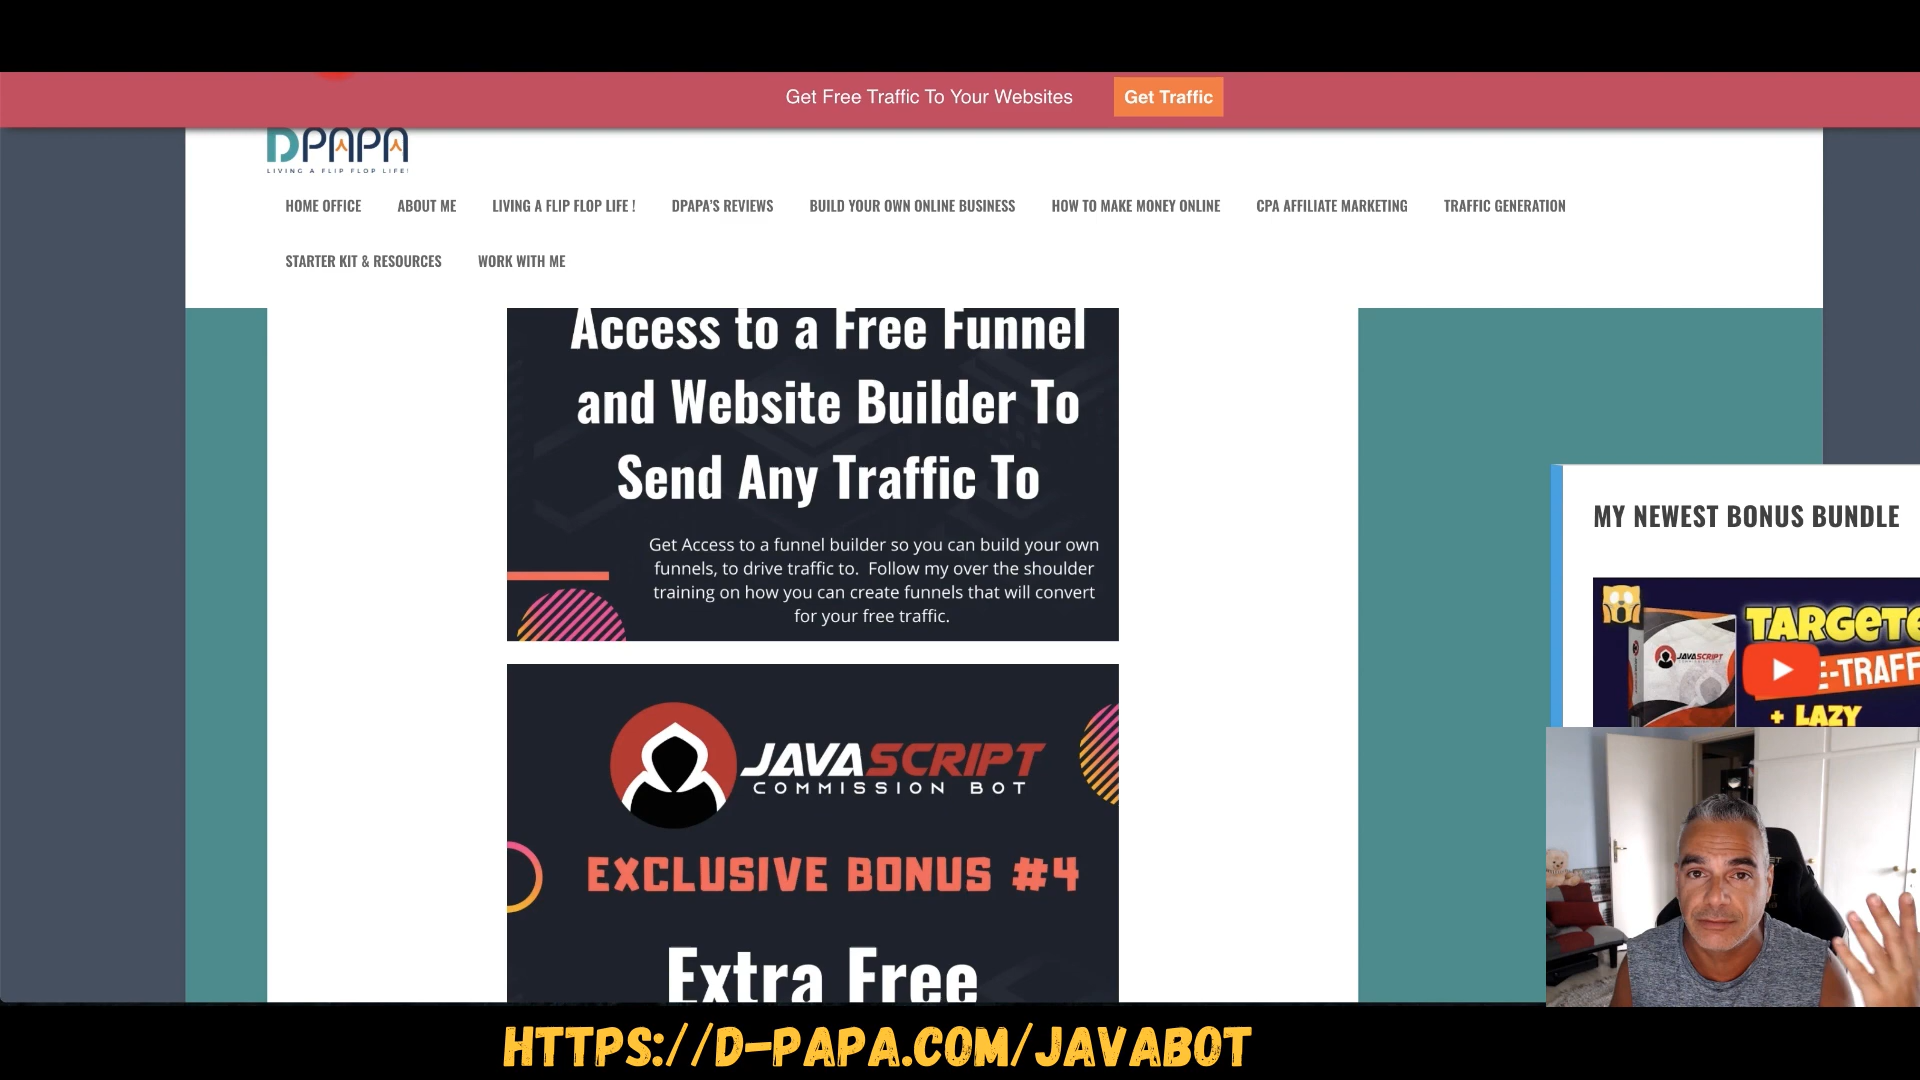 Get Free Traffic To Your Websites
Get Traffic
DPAPA
LIVING A FLIP FLOP LIFE!
HOME OFFICE
ABOUT ME
LIVING A FLIP FLOP LIFE !
DPAPA'S REVIEWS
BUILD YOUR OWN ONLINE BUSINESS
HOW TO MAKE MONEY ONLINE
CPA AFFILIATE MARKETING
TRAFFIC GENERATION
STARTER KIT & RESOURCES
WORK WITH ME
Access to a Free Funnel
and Website Builder To
Send Any Traffic To
Get Access to a funnel builder so you can build your own
funnels, to drive traffic to. Follow my over the shoulder
training on how you can create funnels that will convert
for your free traffic.
JAVASCRIPT
COMMISSION BOT
EXCLUSIVE BONUS #4
Extra Free
MY NEWEST BONUS BUNDLE
JAVASCRIPT
TARGETE
E-TRAFF
+ LAZY
HTTPS://D-PAPA.COM/JAVABOT